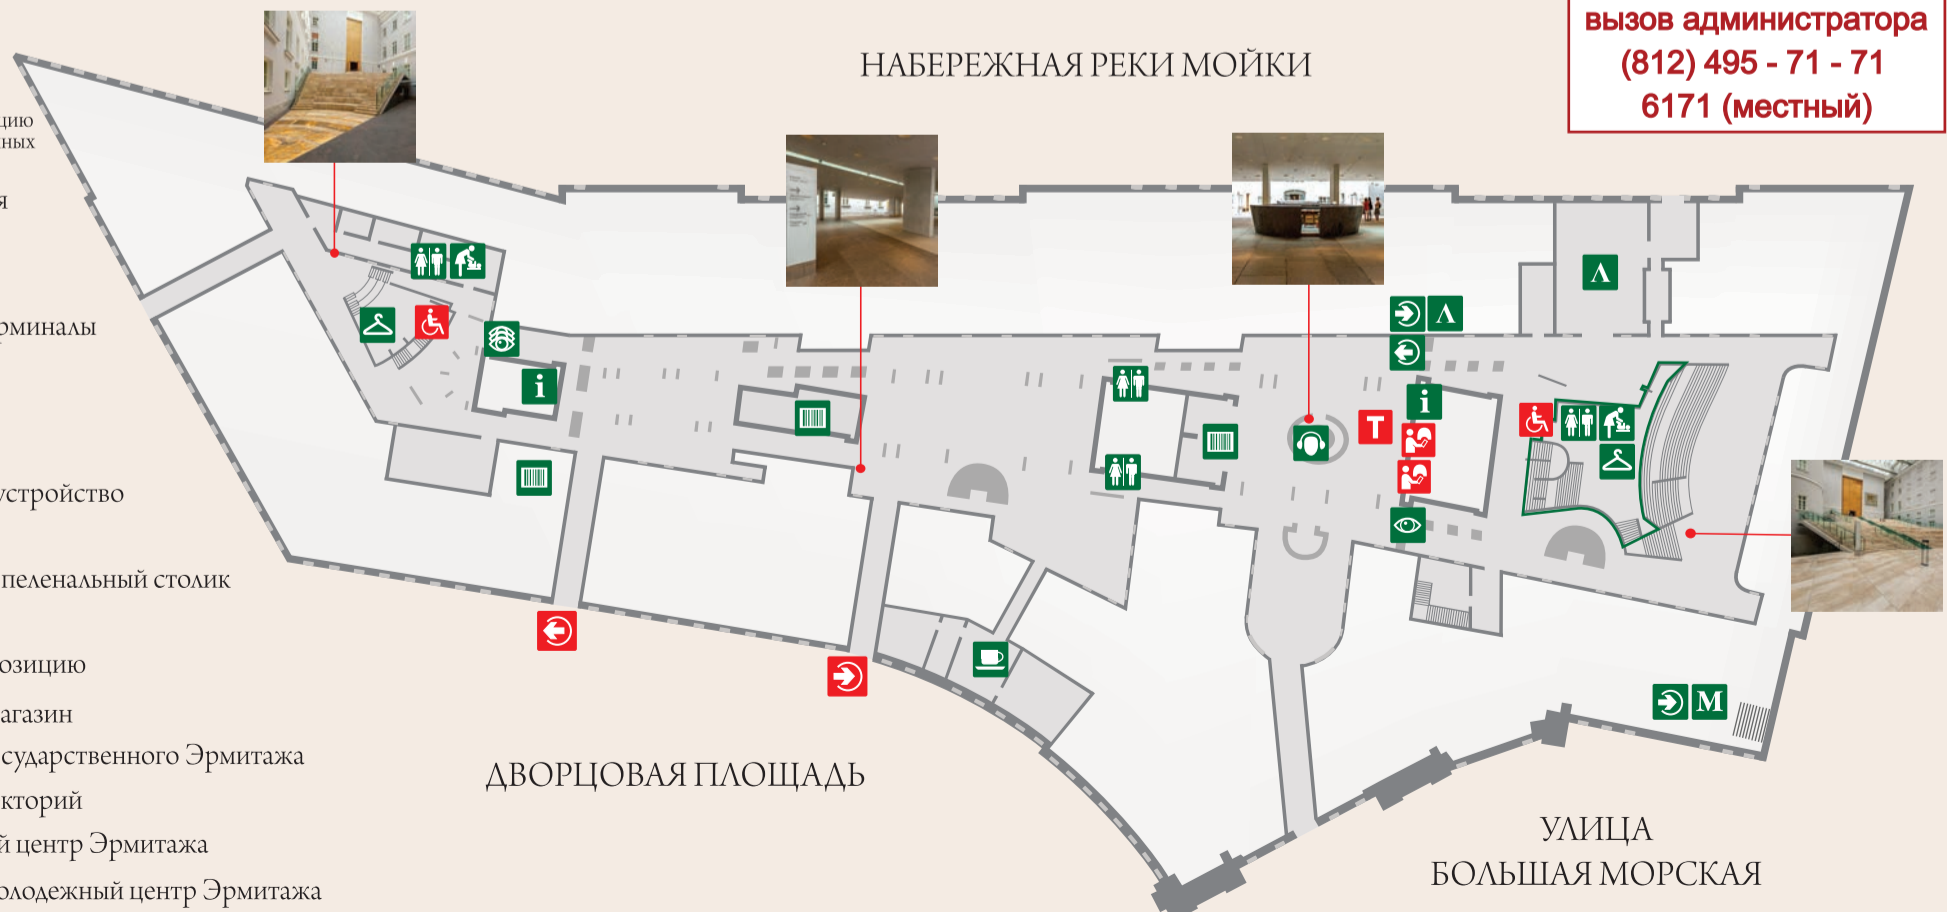 вызов администратора
(812) 495 - 71 - 71
6171 (местный)
НАБЕРЕЖНАЯ РЕКИ МОЙКИ
Λ
Λ
i
i
T
устройство
пеленальный столик
M
агазин
сударственного Эрмитажа
ДВОРЦОВАЯ ПЛОЩАДЬ
кторий
й центр Эрмитажа
УЛИЦА
БОЛЬШАЯ МОРСКАЯ
олодежный центр Эрмитажа
цию
ных
я
рминалы
озицию